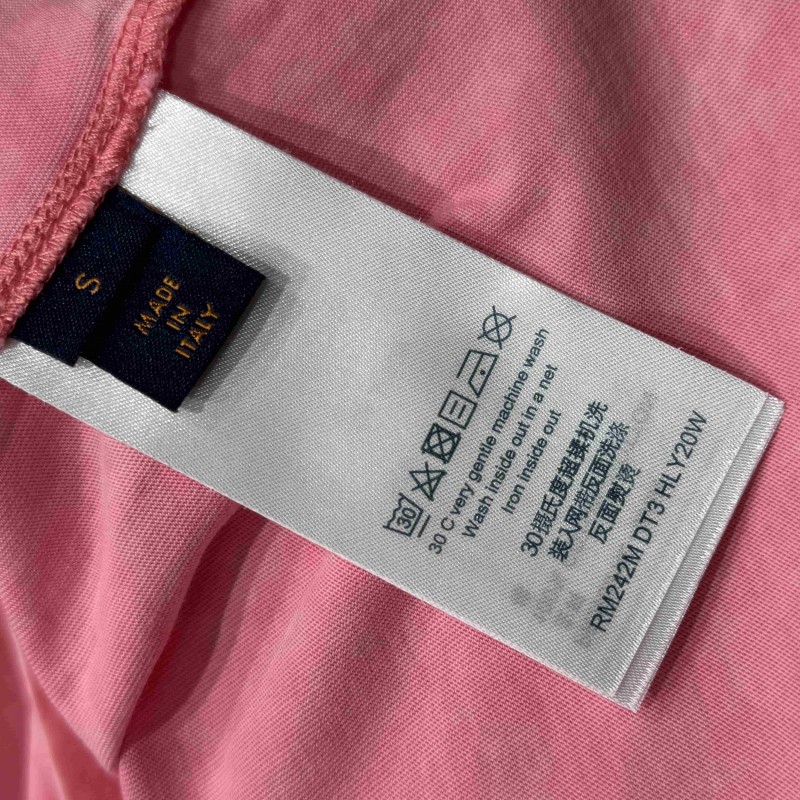 S
MADE
IN
ITALY
30
30 C very gentle machine wash
Wash inside out in a net
Iron inside out
30摄氏度超柔机洗
装入网袋反面洗涤
反面熨烫
RM242M DT3 HLY20W